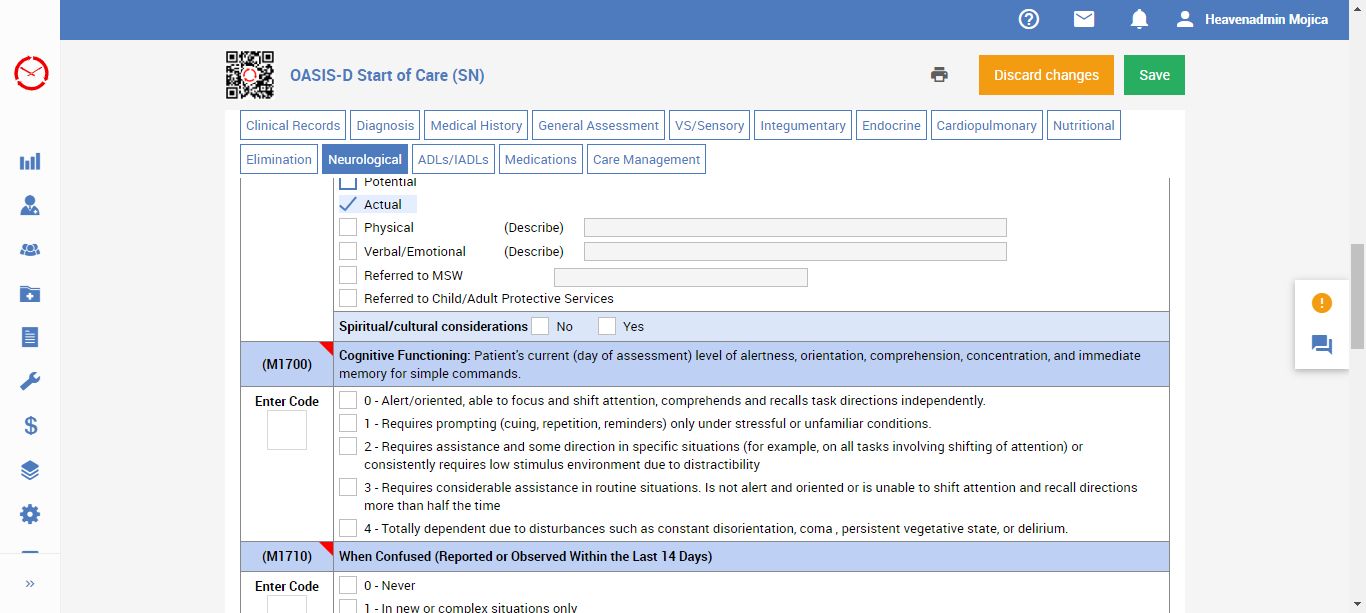 Heavenadmin Mojica
OASIS-D Start of Care (SN)
Discard changes
Save
Clinical Records
Diagnosis
Medical History
General Assessment
VS/Sensory
Integumentary
Endocrine
Cardiopulmonary
Nutritional
Elimination
Neurological
ADLs/IADLs
Medications
Care Management
Potential
Actual
Physical (Describe)
Verbal/Emotional (Describe)
Referred to MSW
Referred to Child/Adult Protective Services
Spiritual/cultural considerations No Yes
(M1700)
Cognitive Functioning: Patient's current (day of assessment) level of alertness, orientation, comprehension, concentration, and immediate
memory for simple commands.
Enter Code
0 - Alert/oriented, able to focus and shift attention, comprehends and recalls task directions independently.
1 - Requires prompting (cuing, repetition, reminders) only under stressful or unfamiliar conditions.
2 - Requires assistance and some direction in specific situations (for example, on all tasks involving shifting of attention) or
consistently requires low stimulus environment due to distractibility
3 - Requires considerable assistance in routine situations. Is not alert and oriented or is unable to shift attention and recall directions
more than half the time
4 - Totally dependent due to disturbances such as constant disorientation, coma , persistent vegetative state, or delirium.
(M1710)
When Confused (Reported or Observed Within the Last 14 Days)
Enter Code
0 - Never
1 - In new or complex situations only